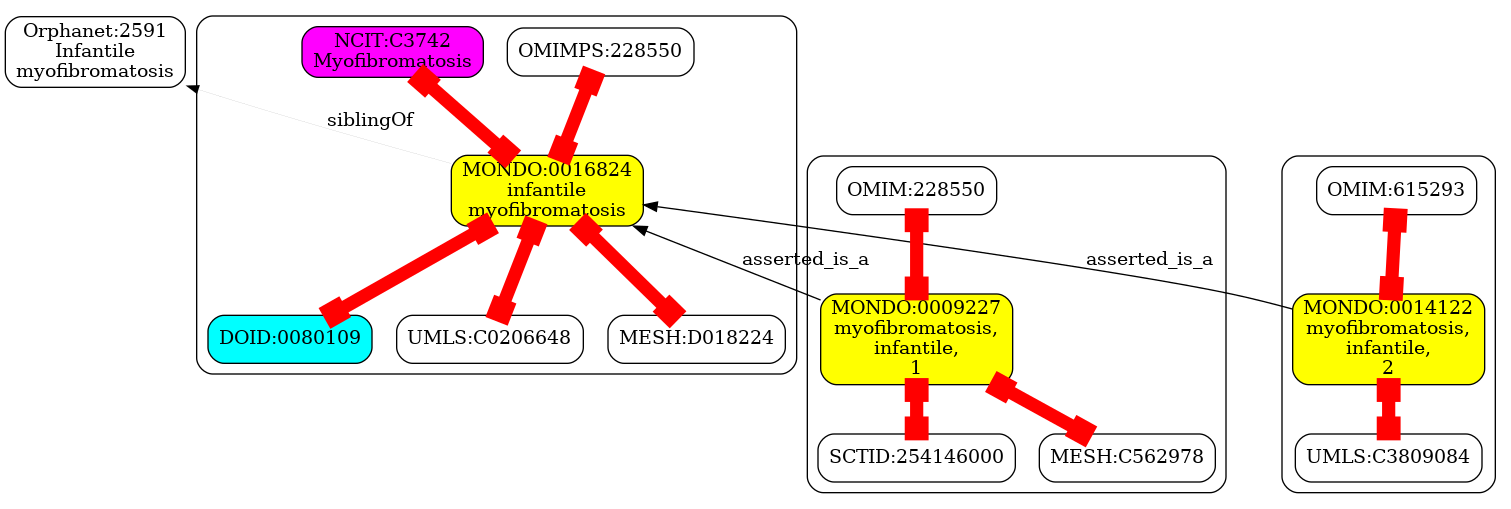 Orphanet:2591
Infantile
myofibromatosis
NCIT:C3742
Myofibromatosis
OMIMPS:228550
siblingOf
MONDO:0016824
infantile
myofibromatosis
DOID:0080109
UMLS:C0206648
MESH:D018224
OMIM:228550
asserted_is_a
MONDO:0009227
myofibromatosis,
infantile,
1
SCTID:254146000
MESH:C562978
OMIM:615293
asserted_is_a
MONDO:0014122
myofibromatosis,
infantile,
2
UMLS:C3809084